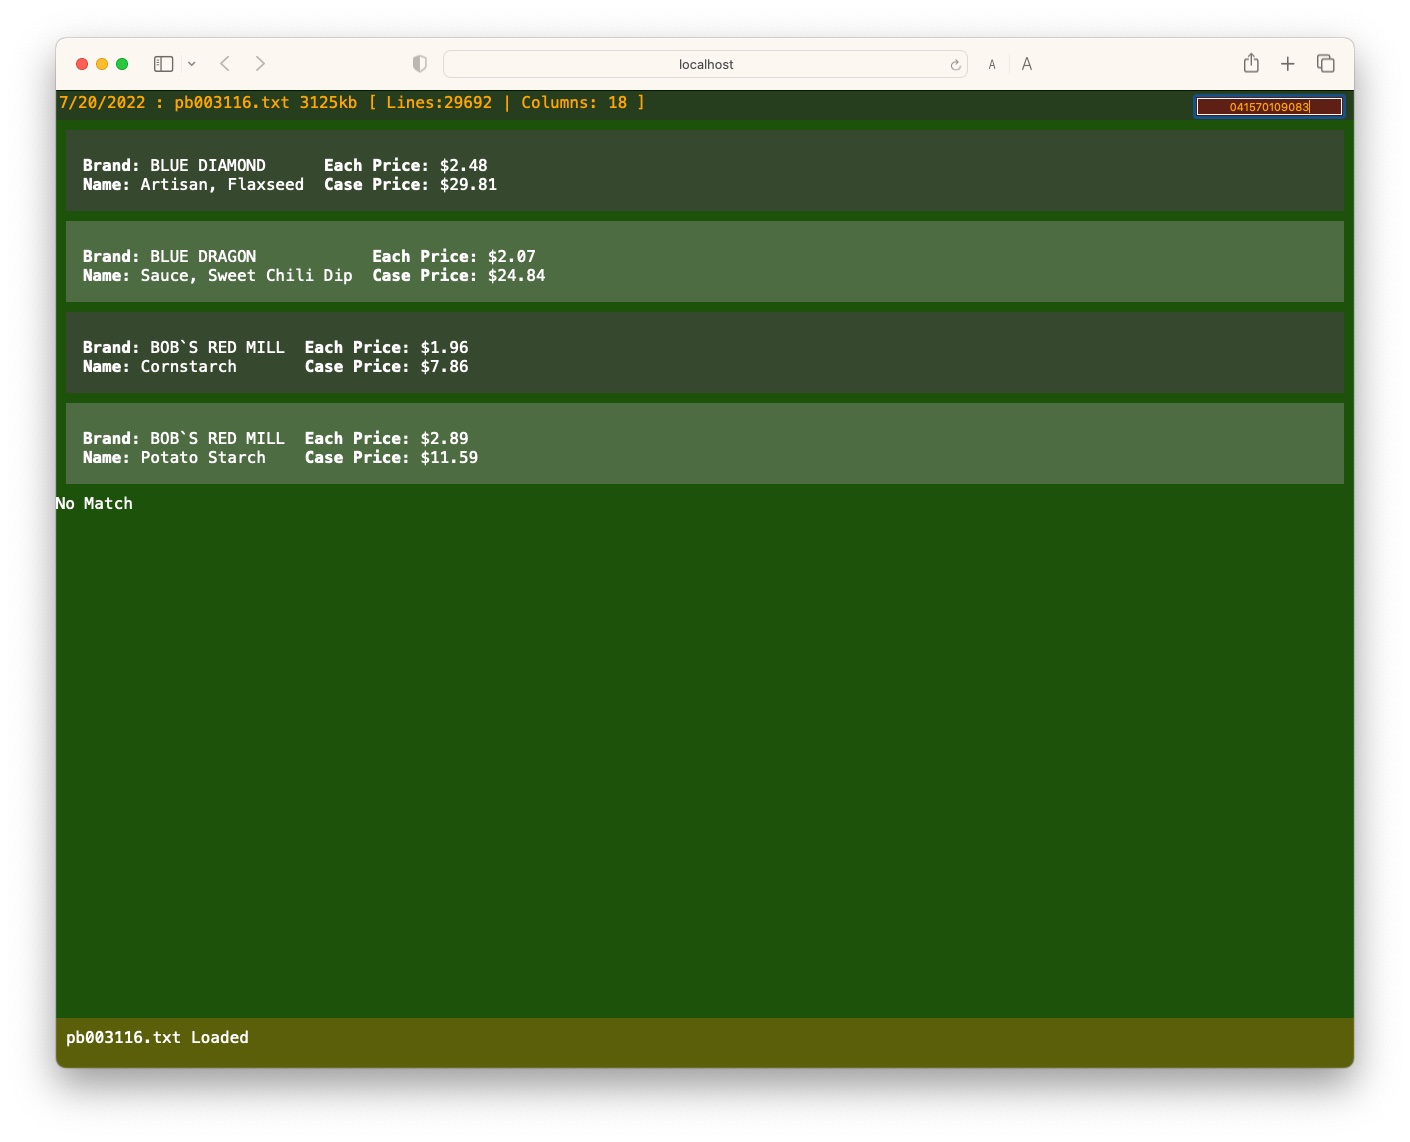 localhost
A A
7/20/2022 : pb003116.txt 3125kb [ Lines:29692 | Columns: 18 ]
041570109083
Brand: BLUE DIAMOND Each Price: $2.48
Name: Artisan, Flaxseed Case Price: $29.81
Brand: BLUE DRAGON Each Price: $2.07
Name: Sauce, Sweet Chili Dip Case Price: $24.84
Brand: BOB`S RED MILL Each Price: $1.96
Name: Cornstarch Case Price: $7.86
Brand: BOB`S RED MILL Each Price: $2.89
Name: Potato Starch Case Price: $11.59
No Match
pb003116.txt Loaded